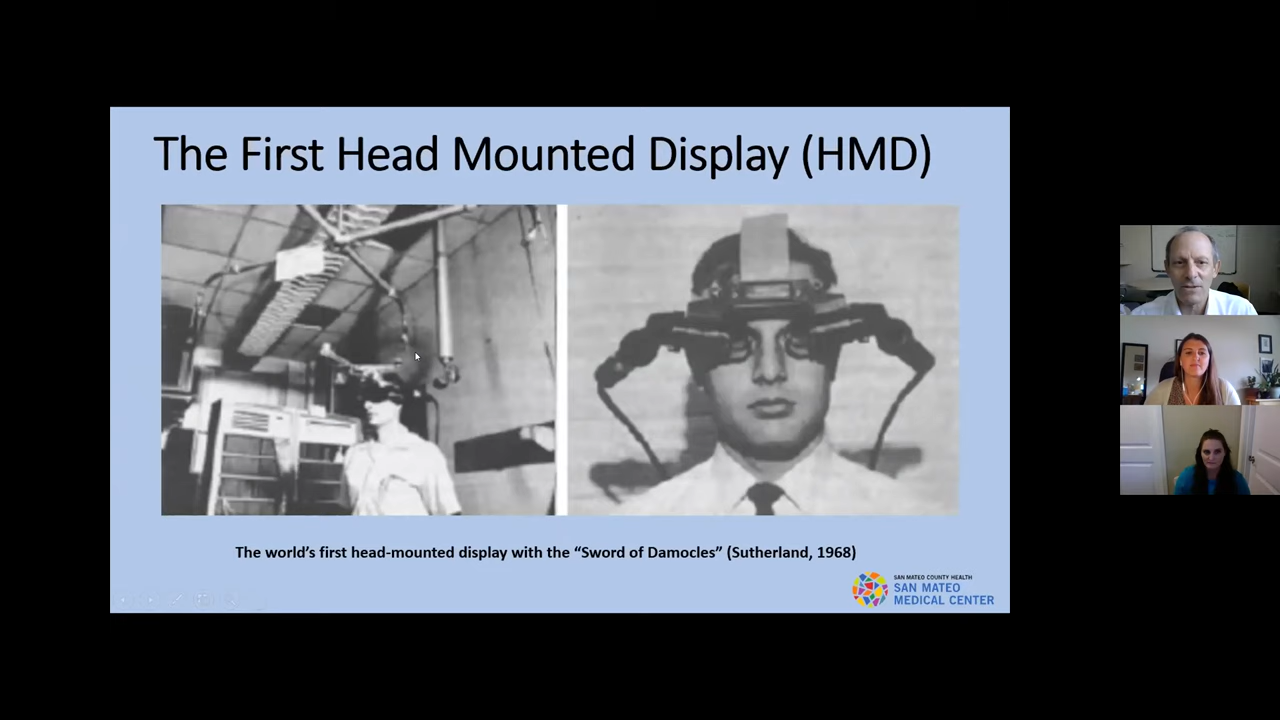 The First Head Mounted Display (HMD)
The world's first head-mounted display with the “Sword of Damocles” (Sutherland, 1968)
SAN MATEO COUNTY HEALTH
SAN MATEO
MEDICAL CENTER